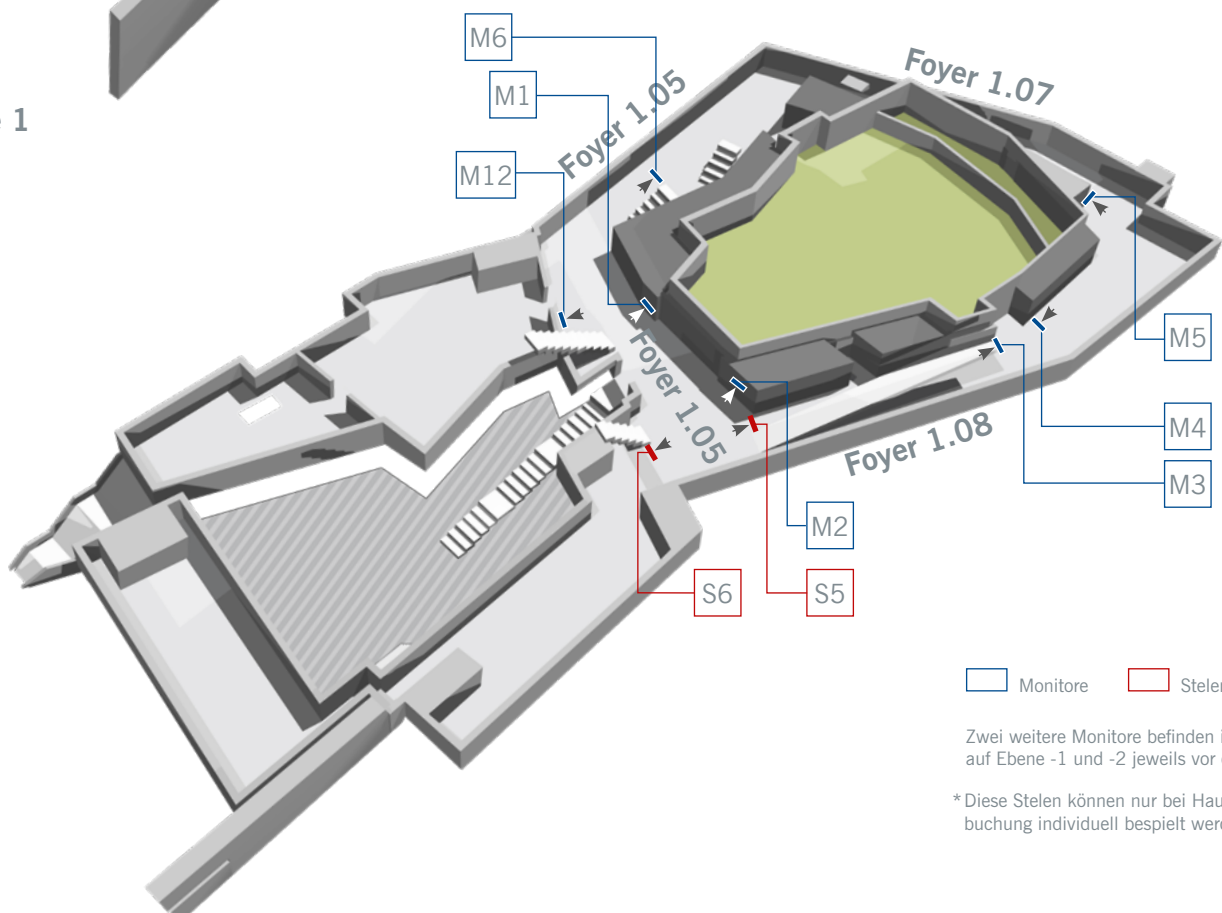 1
M6
M1
M12
Foyer 1.05
Foyer 1.07
Foyer 1.05
Foyer 1.08
M5
M4
M3
M2
S6
S5
Monitore
Zwei weitere Monitore befinden
auf Ebene -1 und -2 jeweils vor
* Diese Stelen können nur bei
buchung individuell bespielt